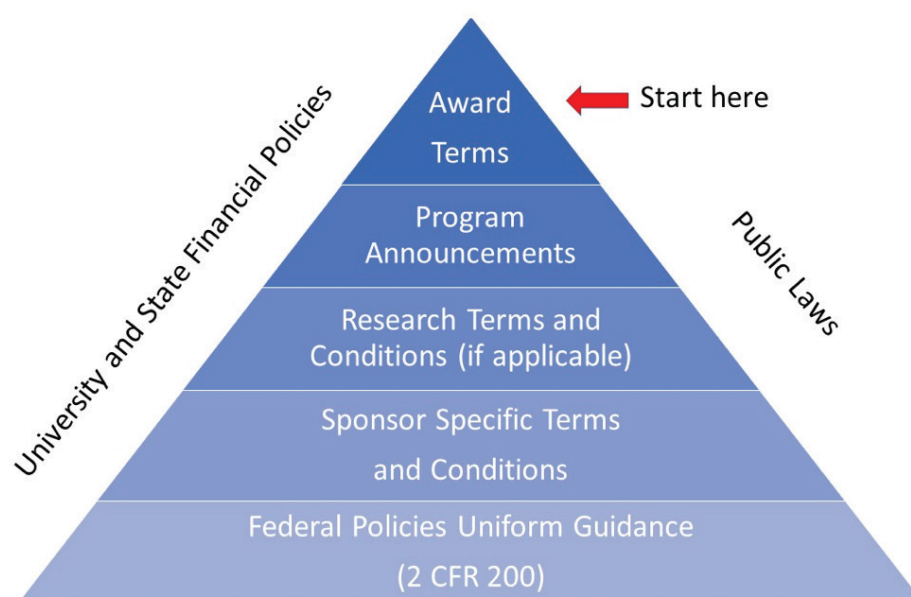 University and State Financial Policies
Award
Terms
Start here
Program
Announcements
Public Laws
Research Terms and
Conditions (if applicable)
Sponsor Specific Terms
and Conditions
Federal Policies Uniform Guidance
(2 CFR 200)